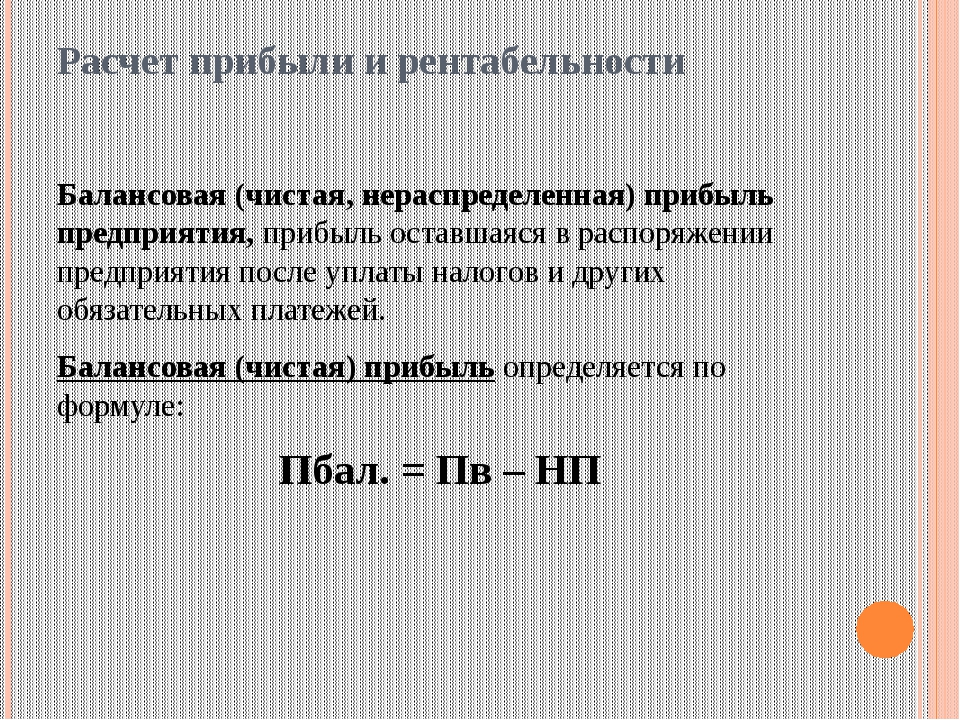 Расчет прибыли и рентабельности
Балансовая (чистая, нераспределенная) прибыль
предприятия, прибыль оставшаяся в распоряжении
предприятия после уплаты налогов и других
обязательных платежей.
Балансовая (чистая) прибыль определяется по
формуле:
Пбал. = Пв – НП